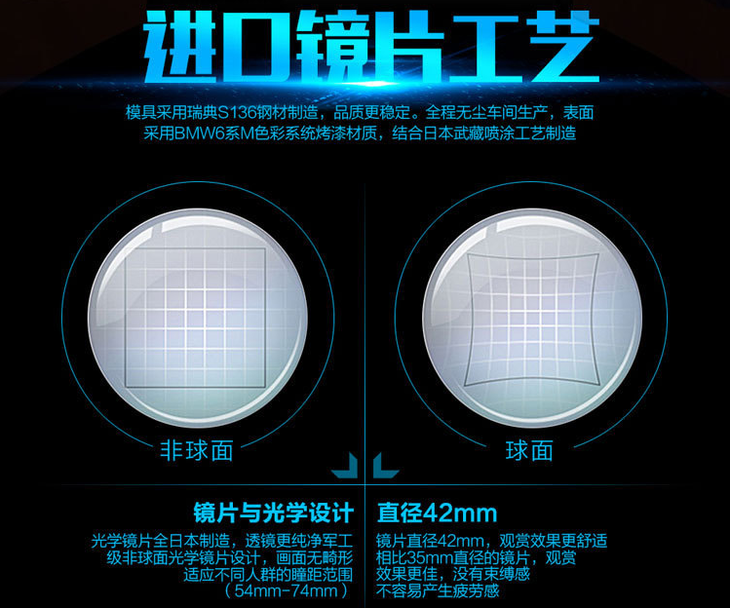 进口镜片工艺
模具采用瑞典S136钢材制造，品质更稳定。全程无尘车间生产，表面
采用BMW6系M色彩系统烤漆材质，结合日本武藏喷涂工艺制造
非球面
球面
镜片与光学设计
光学镜片全日本制造，透镜更纯净军工
级非球面光学镜片设计，画面无畸形
适应不同人群的瞳距范围
（54mm-74mm）
直径42mm
镜片直径42mm，观赏效果更舒适
相比35mm直径的镜片，观赏
效果更佳，没有束缚感
不容易产生疲劳感